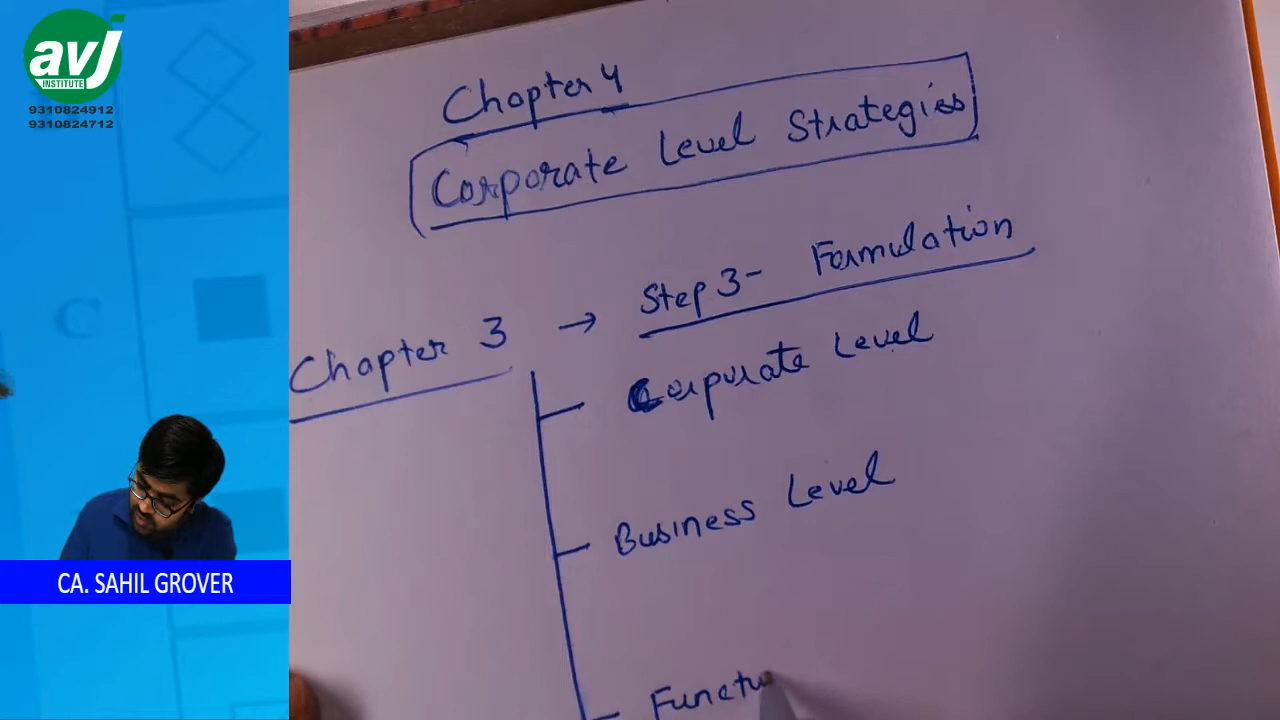 avj
INSTITUTE
9310824912
9310824712
Chapter 4
Corporate Level Strategies
Chapter 3 → Step 3- Formulation
Corporate Level
Business Level
CA. SAHIL GROVER